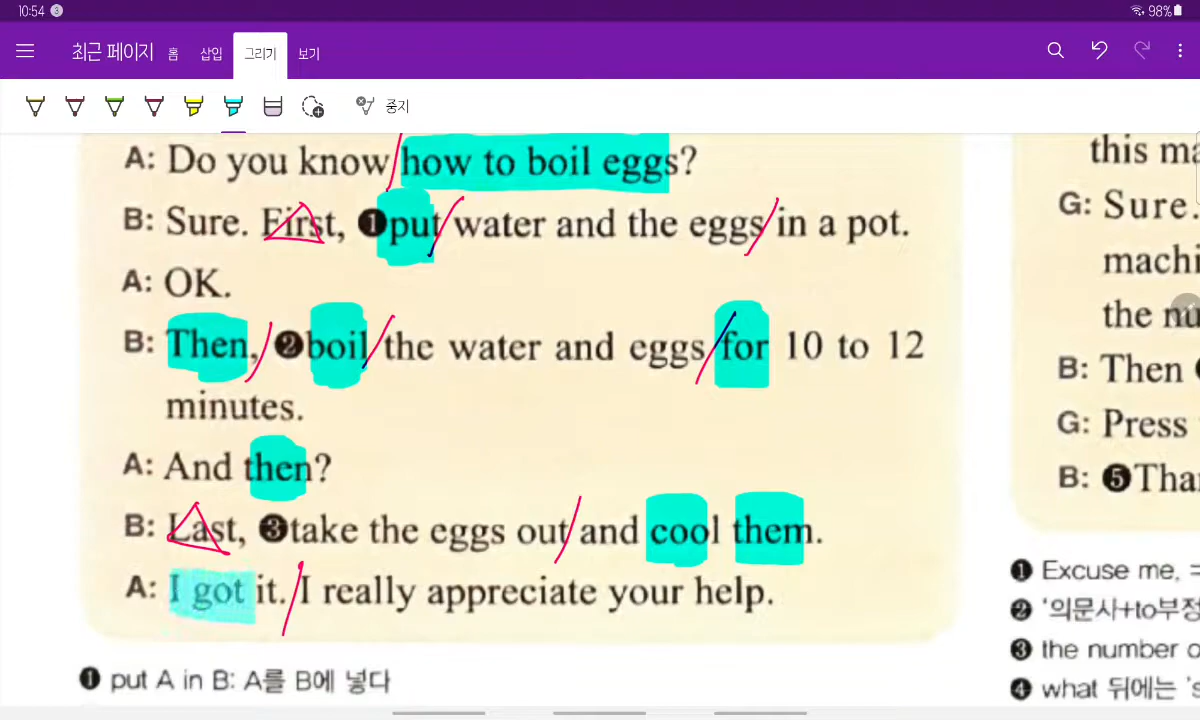 10:54 3 98%
최근 페이지 홈 삽입 그리기 보기
중지
A: Do you know how to boil eggs?
B: Sure. First, ❶put water and the eggs in a pot.
A: OK.
B: Then, ❷boil the water and eggs for 10 to 12
minutes.
A: And then?
B: Last, ❸take the eggs out and cool them.
A: I got it. I really appreciate your help.
❶ put A in B: A를 B에 넣다
this ma
G: Sure.
machi
the nu
B: Then
G: Press
B: ❺Tha
❶ Excuse me, =
❷ '의문사+to부정
❸ the number o
❹ what 뒤에는 's